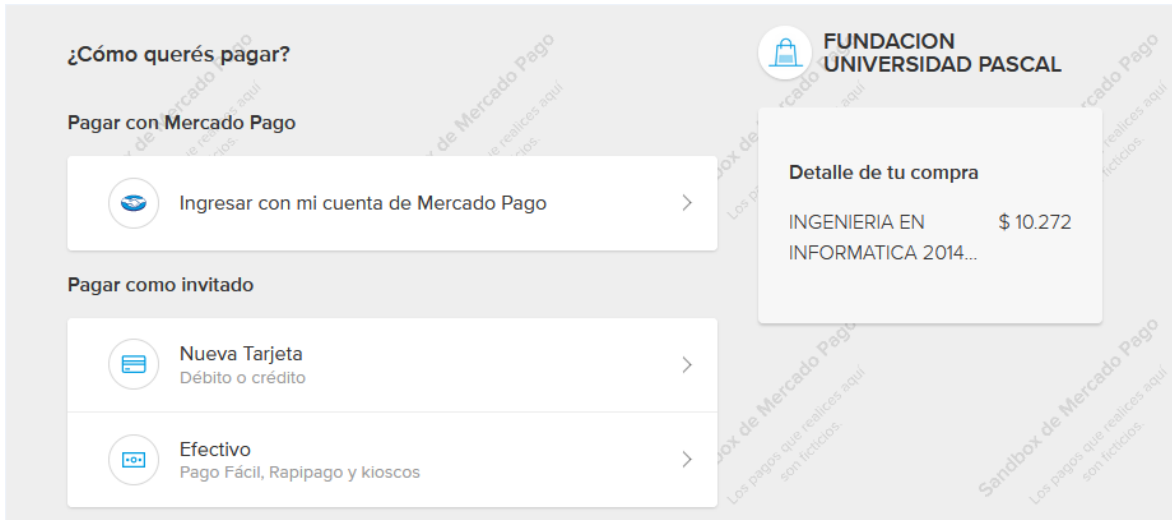 ¿Cómo querés pagar?
Pagar con Mercado Pago
Ingresar con mi cuenta de Mercado Pago
Pagar como invitado
Nueva Tarjeta
Débito o crédito
Efectivo
Pago Fácil, Rapipago y kioscos
FUNDACION
UNIVERSIDAD PASCAL
Detalle de tu compra
INGENIERIA EN $ 10.272
INFORMATICA 2014...
Sandbox de Mercado Pago
Los pagos que realices aquí
son ficticios.